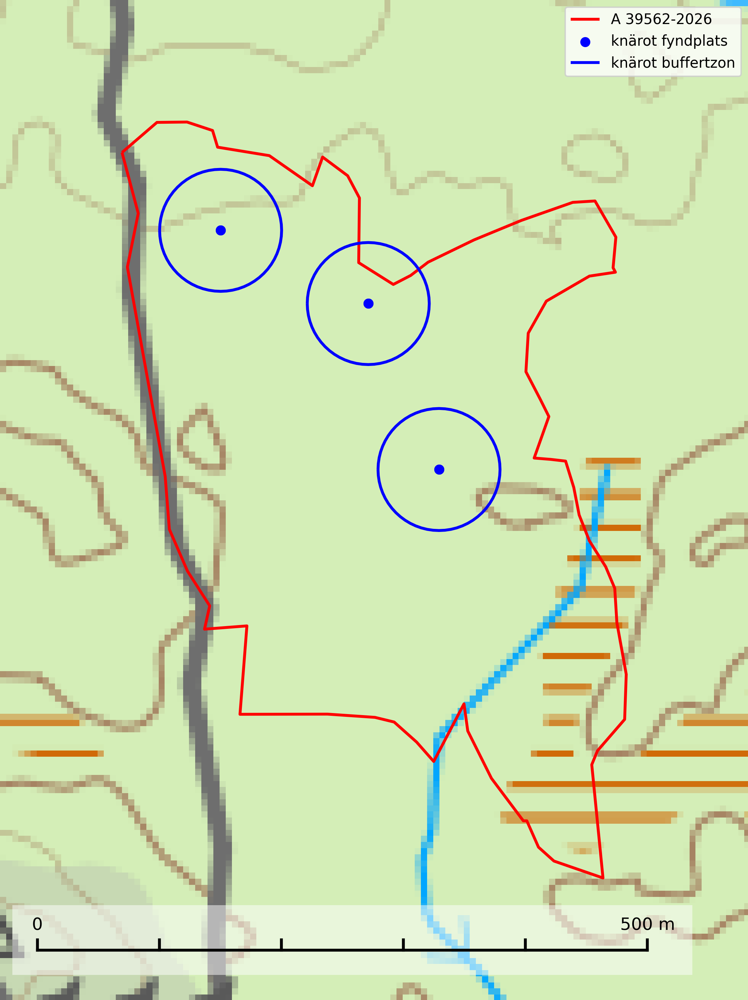 A 39562-2026
knärot fyndplats
knärot buffertzon
0
500 m